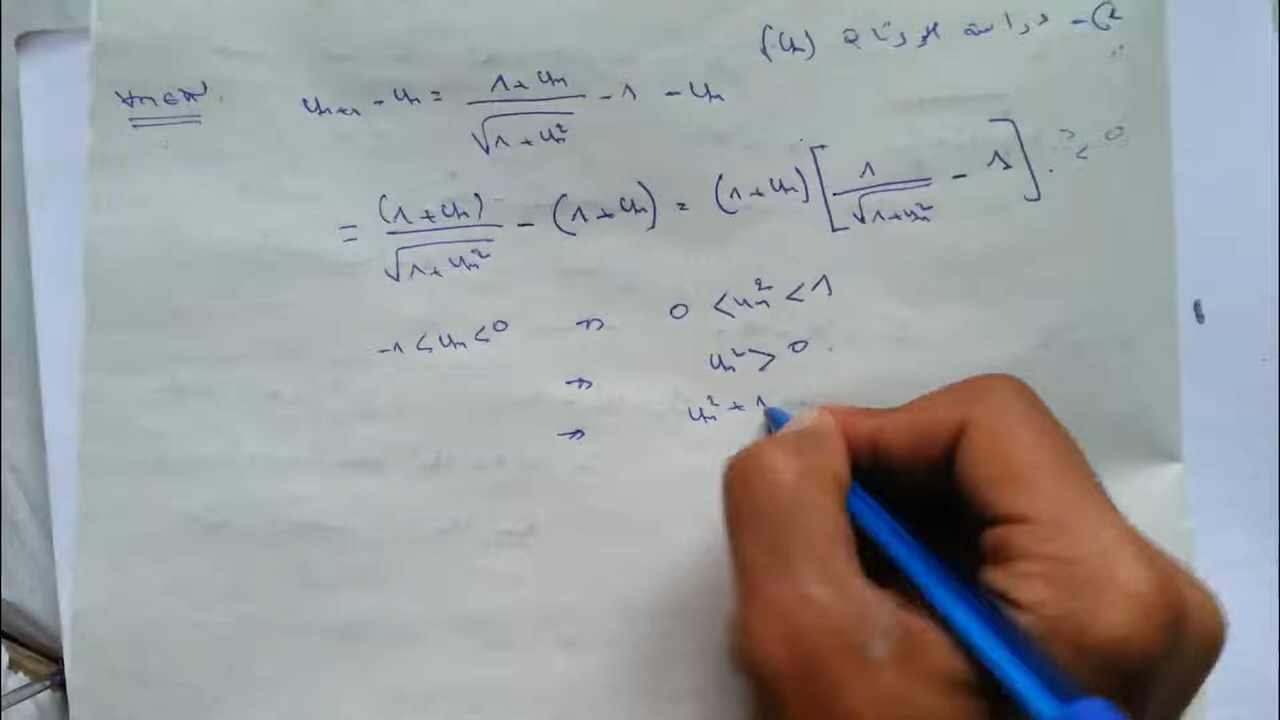 2) - دراسة الرتابة (Uₙ)
∀n∈ℕ. Uₙ₊₁ - Uₙ = (1+Uₙ)/√(1+Uₙ²) - 1 - Uₙ
= (1+Uₙ)/√(1+Uₙ²) - (1+Uₙ) = (1+Uₙ)[1/√(1+Uₙ²) - 1].
-1 < Uₙ < 0 ⇒ 0 < Uₙ² < 1
⇒ Uₙ² > 0.
⇒ Uₙ² + 1